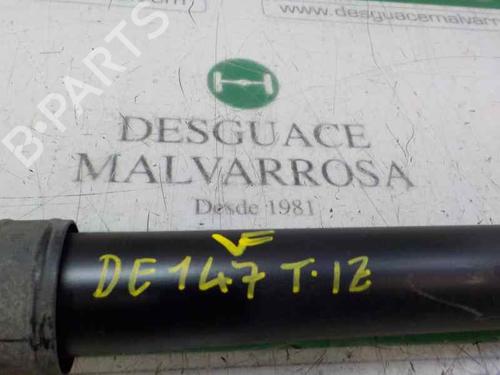 www.desguacemalvarr
B-PARTS
DESGUACE
MALVARROSA
Desde 1981
VF
DE147 T.IZ